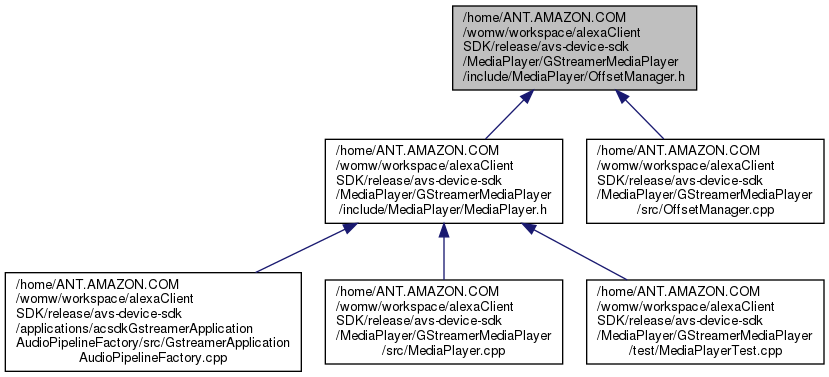 /home/ANT.AMAZON.COM
/womw/workspace/alexaClient
SDK/release/avs-device-sdk
/MediaPlayer/GStreamerMediaPlayer
/include/MediaPlayer/OffsetManager.h
/home/ANT.AMAZON.COM
/womw/workspace/alexaClient
SDK/release/avs-device-sdk
/MediaPlayer/GStreamerMediaPlayer
/include/MediaPlayer/MediaPlayer.h
/home/ANT.AMAZON.COM
/womw/workspace/alexaClient
SDK/release/avs-device-sdk
/MediaPlayer/GStreamerMediaPlayer
/src/OffsetManager.cpp
/home/ANT.AMAZON.COM
/womw/workspace/alexaClient
SDK/release/avs-device-sdk
/applications/acsdkGstreamerApplication
AudioPipelineFactory/src/GstreamerApplication
AudioPipelineFactory.cpp
/home/ANT.AMAZON.COM
/womw/workspace/alexaClient
SDK/release/avs-device-sdk
/MediaPlayer/GStreamerMediaPlayer
/src/MediaPlayer.cpp
/home/ANT.AMAZON.COM
/womw/workspace/alexaClient
SDK/release/avs-device-sdk
/MediaPlayer/GStreamerMediaPlayer
/test/MediaPlayerTest.cpp